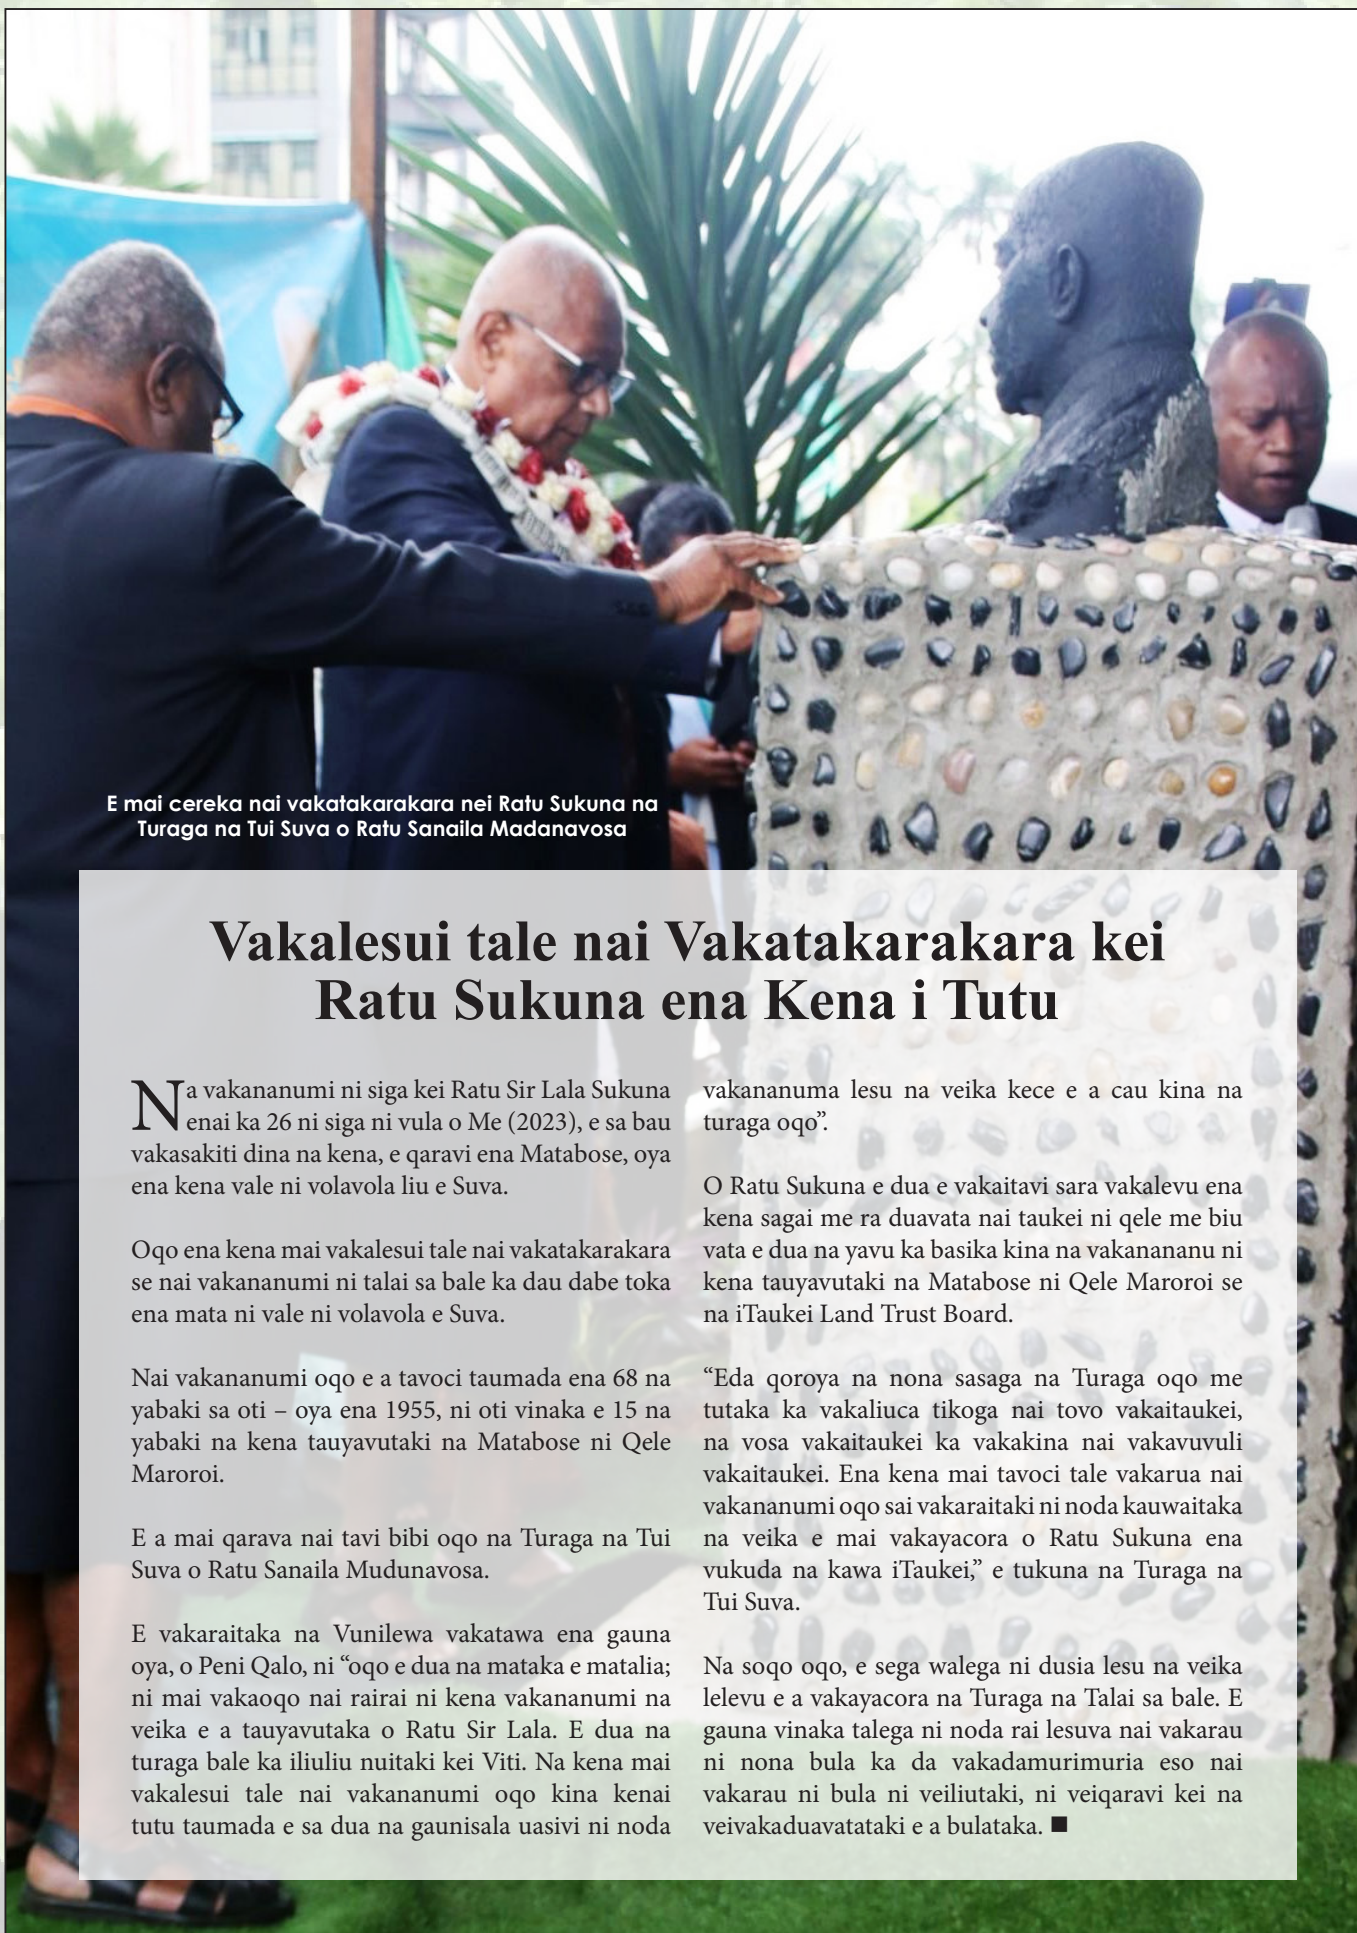 E mai cereka nai vakatakarakara nei Ratu Sukuna na
Turaga na Tui Suva o Ratu Sanaila Madanavosa
Vakalesui tale nai Vakatakarakara kei
Ratu Sukuna ena Kena i Tutu
Na vakananumi ni siga kei Ratu Sir Lala Sukuna
enai ka 26 ni siga ni vula o Me (2023), e sa bau
vakasakiti dina na kena, e qaravi ena Matabose, oya
ena kena vale ni volavola liu e Suva.
Oqo ena kena mai vakalesui tale nai vakatakarakara
se nai vakananumi ni talai sa bale ka dau dabe toka
ena mata ni vale ni volavola e Suva.
Nai vakananumi oqo e a tavoci taumada ena 68 na
yabaki sa oti – oya ena 1955, ni oti vinaka e 15 na
yabaki na kena tauyavutaki na Matabose ni Qele
Maroroi.
E a mai qarava nai tavi bibi oqo na Turaga na Tui
Suva o Ratu Sanaila Mudunavosa.
E vakaraitaka na Vunilewa vakatawa ena gauna
oya, o Peni Qalo, ni “oqo e dua na mataka e matalia;
ni mai vakaoqo nai rairai ni kena vakananumi na
veika e a tauyavutaka o Ratu Sir Lala. E dua na
turaga bale ka iliuliu nuitaki kei Viti. Na kena mai
vakalesui tale nai vakananumi oqo kina kenai
tutu taumada e sa dua na gaunisala uasivi ni noda
vakananuma lesu na veika kece e a cau kina na
turaga oqo”.
O Ratu Sukuna e dua e vakaitavi sara vakalevu ena
kena sagai me ra duavata nai taukei ni qele me biu
vata e dua na yavu ka basika kina na vakanananu ni
kena tauyavutaki na Matabose ni Qele Maroroi se
na iTaukei Land Trust Board.
“Eda qoroya na nona sasaga na Turaga oqo me
tutaka ka vakaliuca tikoga nai tovo vakaitaukei,
na vosa vakaitaukei ka vakakina nai vakavuvuli
vakaitaukei. Ena kena mai tavoci tale vakarua nai
vakananumi oqo sai vakaraitaki ni noda kauwaitaka
na veika e mai vakayacora o Ratu Sukuna ena
vukuda na kawa iTaukei,” e tukuna na Turaga na
Tui Suva.
Na soqo oqo, e sega walega ni dusia lesu na veika
lelevu e a vakayacora na Turaga na Talai sa bale. E
gauna vinaka talega ni noda rai lesuva nai vakarau
ni nona bula ka da vakadamurimuria eso nai
vakarau ni bula ni veiliutaki, ni veiqaravi kei na
veivakaduavatataki e a bulataka. ■